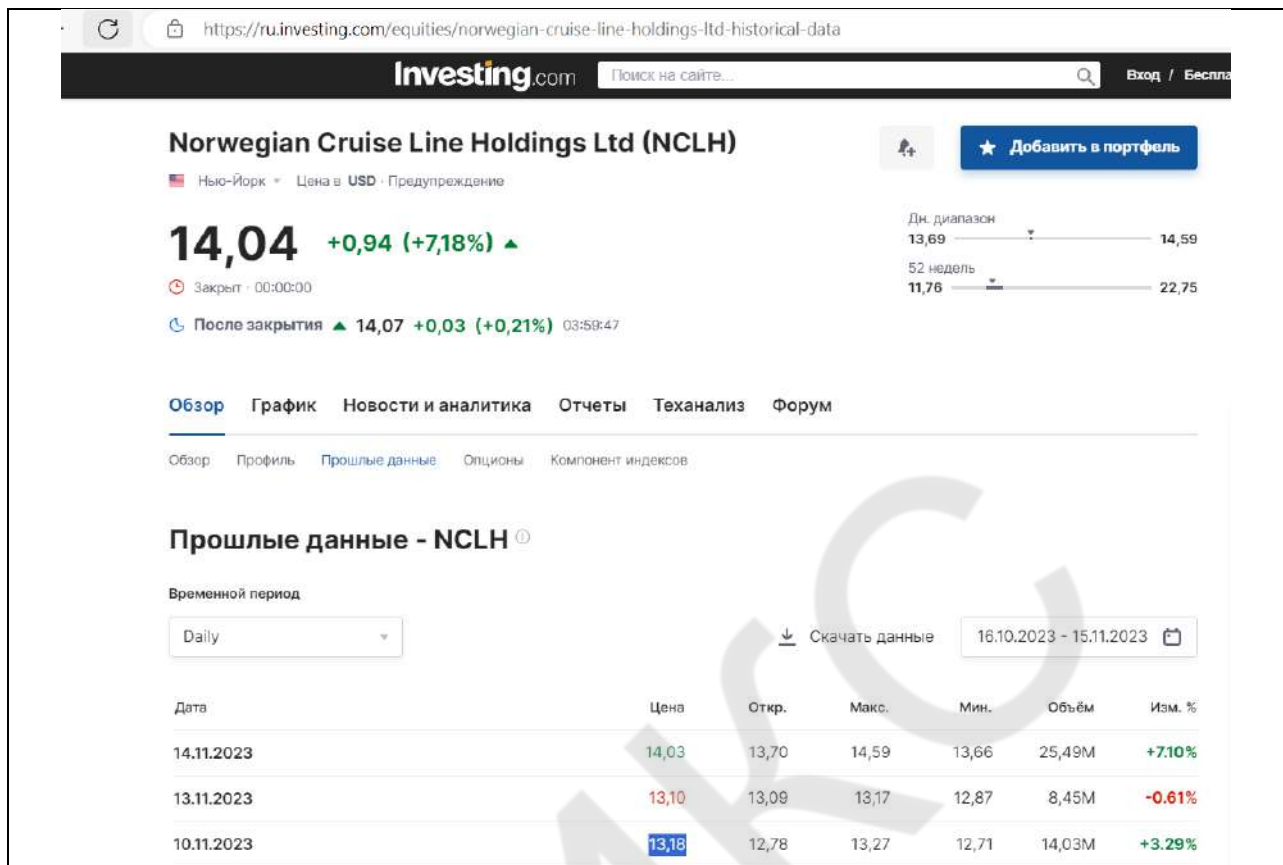 https://ru.investing.com/equities/norwegian-cruise-line-holdings-ltd-historical-data
Investing.com Поиск на сайте... Вход / Беспла
Norwegian Cruise Line Holdings Ltd (NCLH) Добавить в портфель
Нью-Йорк Цена в USD · Предупреждение
14,04 +0,94 (+7,18%)
Дн. диапазон
13,69 14,59
Закрыт · 00:00:00
52 недель
11,76 22,75
После закрытия 14,07 +0,03 (+0,21%) 03:59:47
Обзор График Новости и аналитика Отчеты Теханализ Форум
Обзор Профиль Прошлые данные Опционы Компонент индексов
Прошлые данные - NCLH
Временной период
Daily Скачать данные 16.10.2023 - 15.11.2023
Дата Цена Откр. Макс. Мин. Объём Изм. %
14.11.2023 14,03 13,70 14,59 13,66 25,49M +7.10%
13.11.2023 13,10 13,09 13,17 12,87 8,45M -0.61%
10.11.2023 13,18 12,78 13,27 12,71 14,03M +3.29%